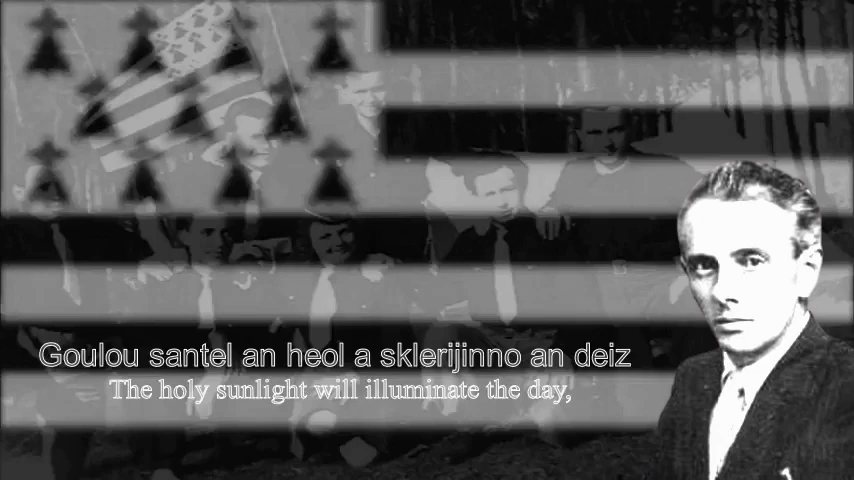 Goulou santel an heol a sklerijinno an deiz
The holy sunlight will illuminate the day,